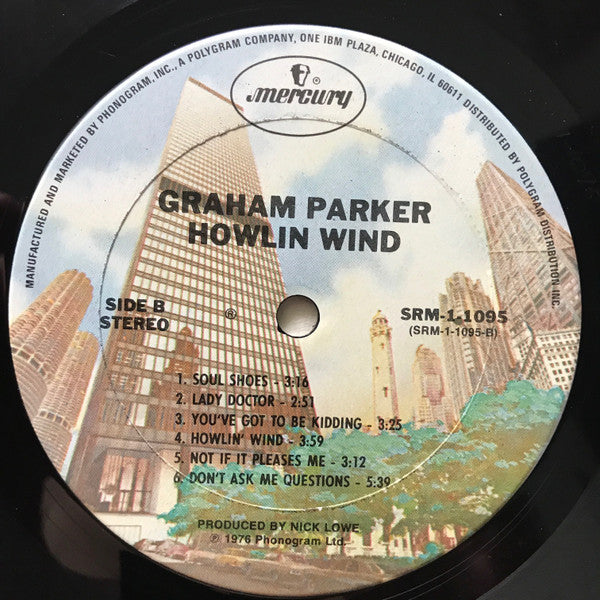 MANUFACTURED AND MARKETED BY PHONOGRAM, INC., A POLYGRAM COMPANY, ONE IBM PLAZA, CHICAGO, IL 60611 DISTRIBUTED BY POLYGRAM DISTRIBUTION INC.
®
mercury
GRAHAM PARKER
HOWLIN WIND
SIDE B
STEREO
℗
SRM-1-1095
(SRM-1-1095-B)
1. SOUL SHOES - 3:16
2. LADY DOCTOR - 2:51
3. YOU'VE GOT TO BE KIDDING - 3:25
4. HOWLIN' WIND - 3:59
5. NOT IF IT PLEASES ME - 3:12
6. DON'T ASK ME QUESTIONS - 5:39
PRODUCED BY NICK LOWE
℗ 1976 Phonogram Ltd.